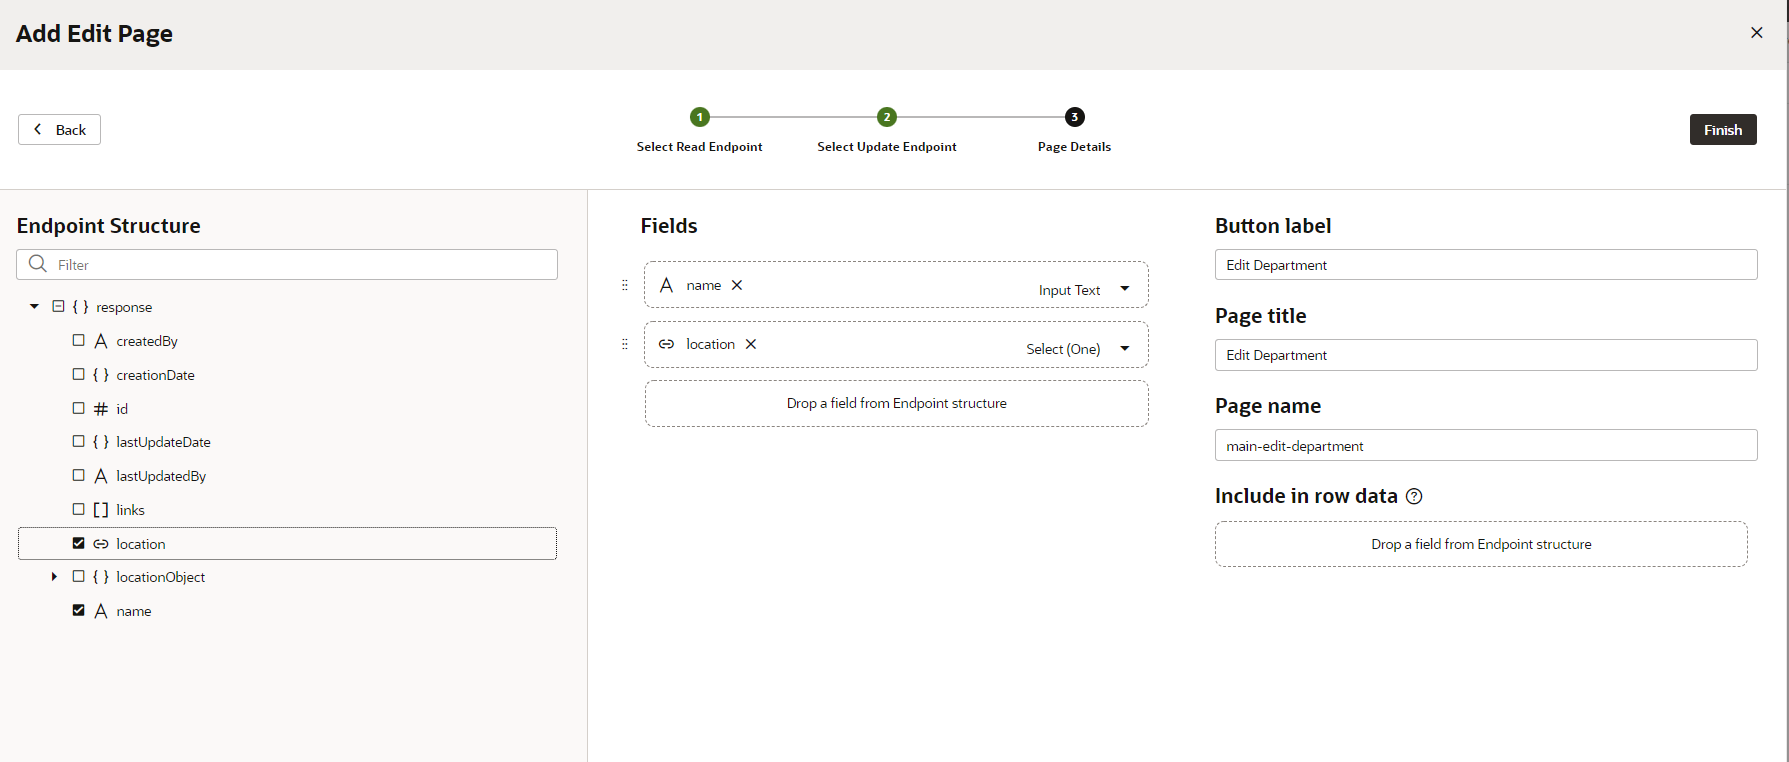 Add Edit Page
Back
1
2
3
Select Read Endpoint
Select Update Endpoint
Page Details
Finish
Endpoint Structure
Filter
{ } response
A createdBy
{ } creationDate
# id
{ } lastUpdateDate
A lastUpdatedBy
[ ] links
location
{ } locationObject
A name
Fields
A name
Input Text
location
Select (One)
Drop a field from Endpoint structure
Button label
Edit Department
Page title
Edit Department
Page name
main-edit-department
Include in row data ?
Drop a field from Endpoint structure